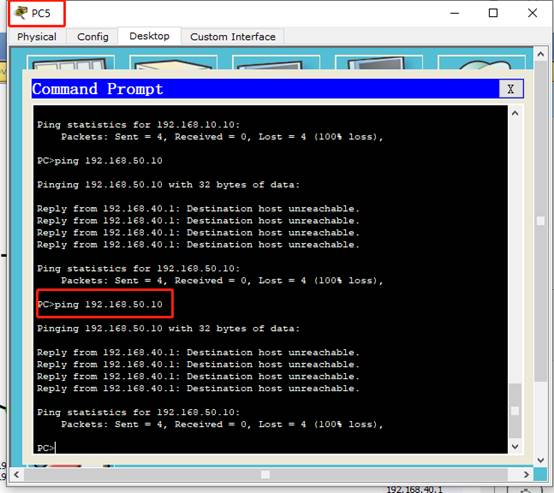 PC5
Physical Config Desktop Custom Interface
Command Prompt
X
Ping statistics for 192.168.10.10:
Packets: Sent = 4, Received = 0, Lost = 4 (100% loss),
PC>ping 192.168.50.10
Pinging 192.168.50.10 with 32 bytes of data:
Reply from 192.168.40.1: Destination host unreachable.
Reply from 192.168.40.1: Destination host unreachable.
Reply from 192.168.40.1: Destination host unreachable.
Reply from 192.168.40.1: Destination host unreachable.
Ping statistics for 192.168.50.10:
Packets: Sent = 4, Received = 0, Lost = 4 (100% loss),
PC>ping 192.168.50.10
Pinging 192.168.50.10 with 32 bytes of data:
Reply from 192.168.40.1: Destination host unreachable.
Reply from 192.168.40.1: Destination host unreachable.
Reply from 192.168.40.1: Destination host unreachable.
Reply from 192.168.40.1: Destination host unreachable.
Ping statistics for 192.168.50.10:
Packets: Sent = 4, Received = 0, Lost = 4 (100% loss),
PC>
192.168.40.1